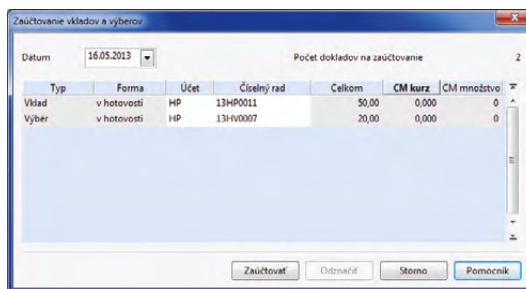 Zaúčtovanie vkladov a výberov
Dátum 16.05.2013 Počet dokladov na zaúčtovanie 2
Typ Forma Účet Číselný rad Celkom CM kurz CM množstvo
Vklad v hotovosti HP 13HP0011 50,00 0,000 0
Výber v hotovosti HP 13HV0007 20,00 0,000 0
Zaúčtovať Odznačiť Storno Pomocník